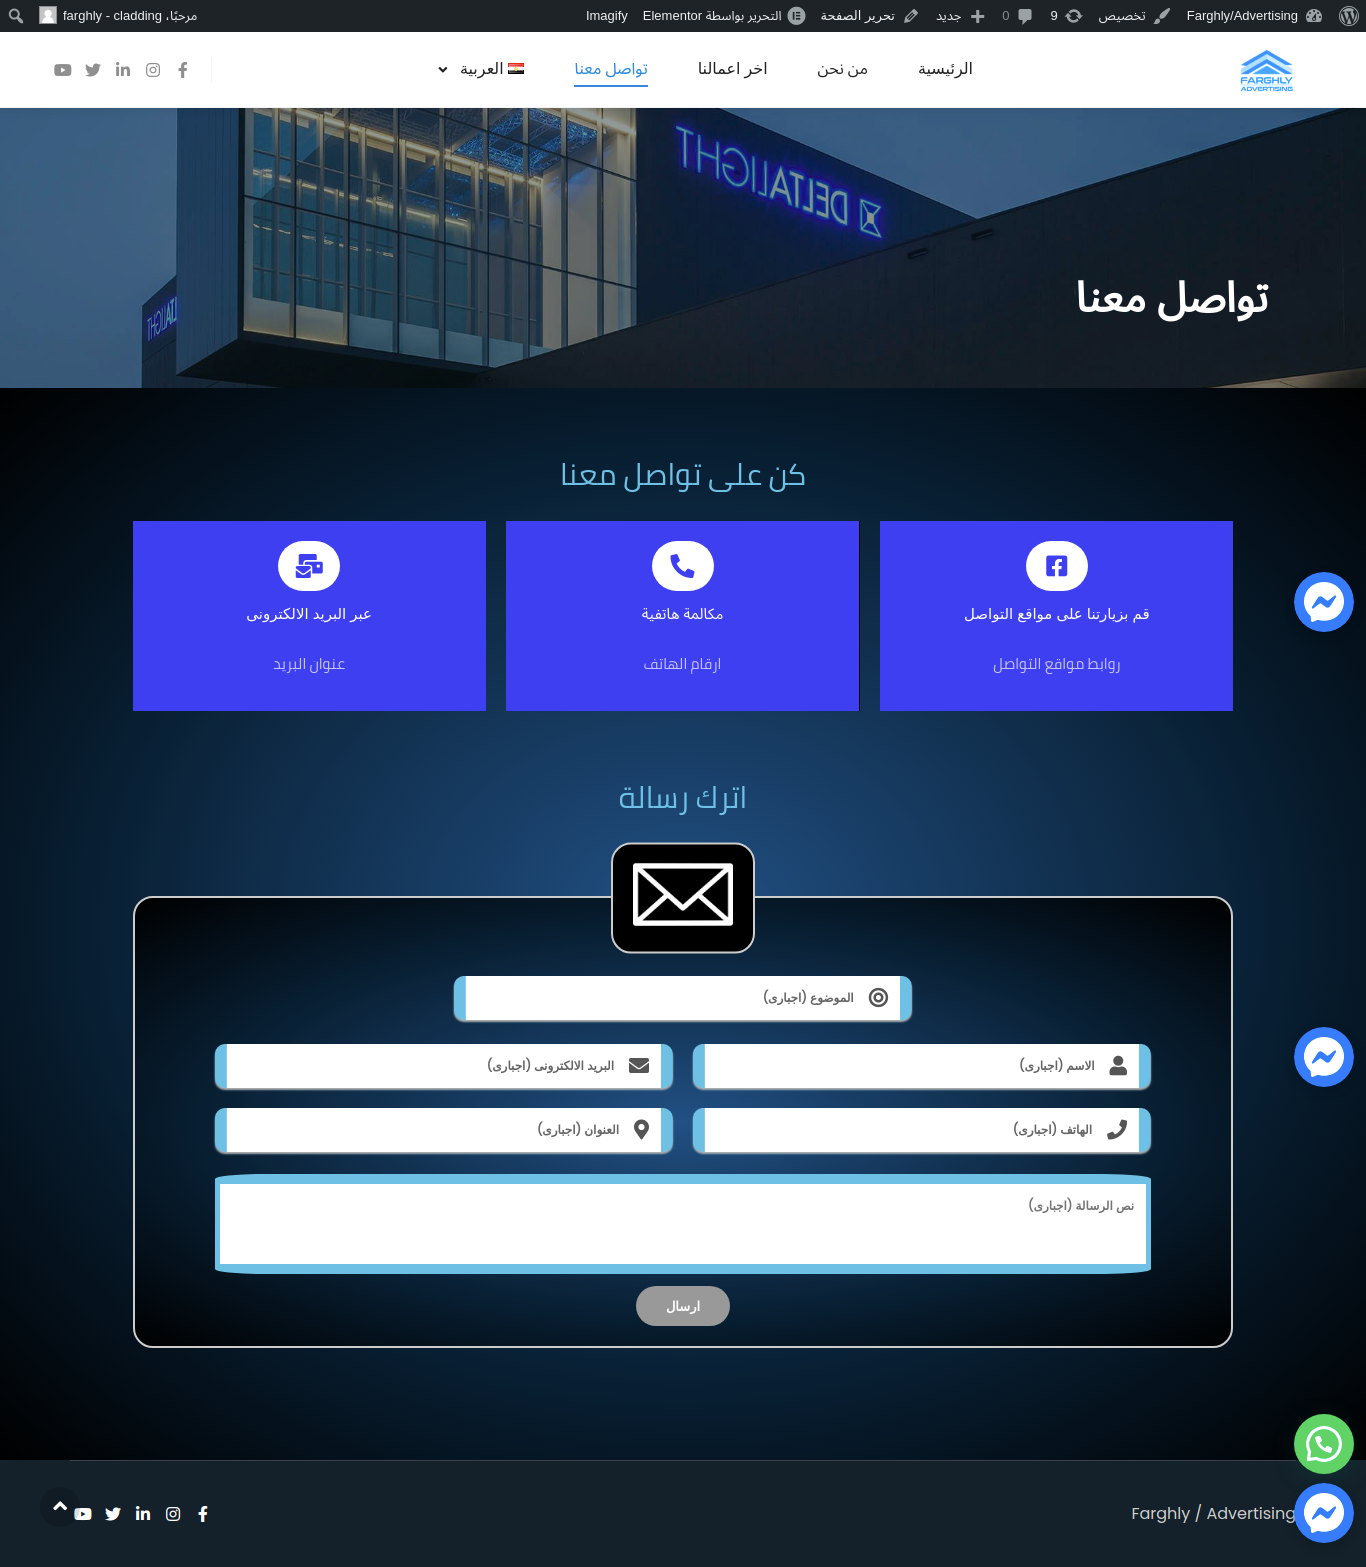 Farghly/Advertising
تخصيص
9
0
جديد
تحرير الصفحة
التحرير بواسطة Elementor
Imagify
مرحبًا، farghly - cladding
FARGHLY
ADVERTISING
الرئيسية
من نحن
اخر اعمالنا
تواصل معنا
العربية
DELTALIGHT
تواصل معنا
كن على تواصل معنا
قم بزيارتنا على مواقع التواصل
روابط مواقع التواصل
مكالمة هاتفية
ارقام الهاتف
عبر البريد الالكترونى
عنوان البريد
اترك رسالة
الموضوع (اجبارى)
الاسم (اجبارى)
البريد الالكترونى (اجبارى)
الهاتف (اجبارى)
العنوان (اجبارى)
نص الرسالة (اجبارى)
ارسال
Farghly / Advertising